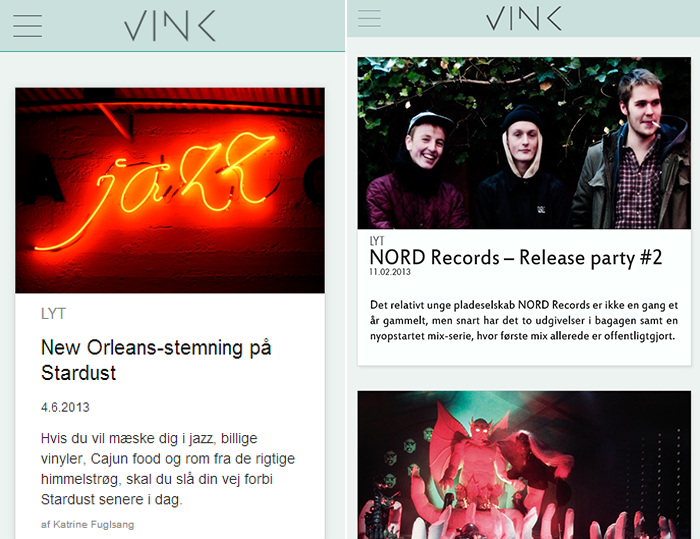 VINK
jazz
LYT
New Orleans-stemning på
Stardust
4.6.2013
Hvis du vil mæske dig i jazz, billige
vinyler, Cajun food og rom fra de rigtige
himmelstrøg, skal du slå din vej forbi
Stardust senere i dag.
af Katrine Fuglsang
VINK
LYT
NORD Records – Release party #2
11.02.2013
Det relativt unge pladeselskab NORD Records er ikke en gang et
år gammelt, men snart har det to udgivelser i bagagen samt en
nyopstartet mix-serie, hvor første mix allerede er offentligtgjort.